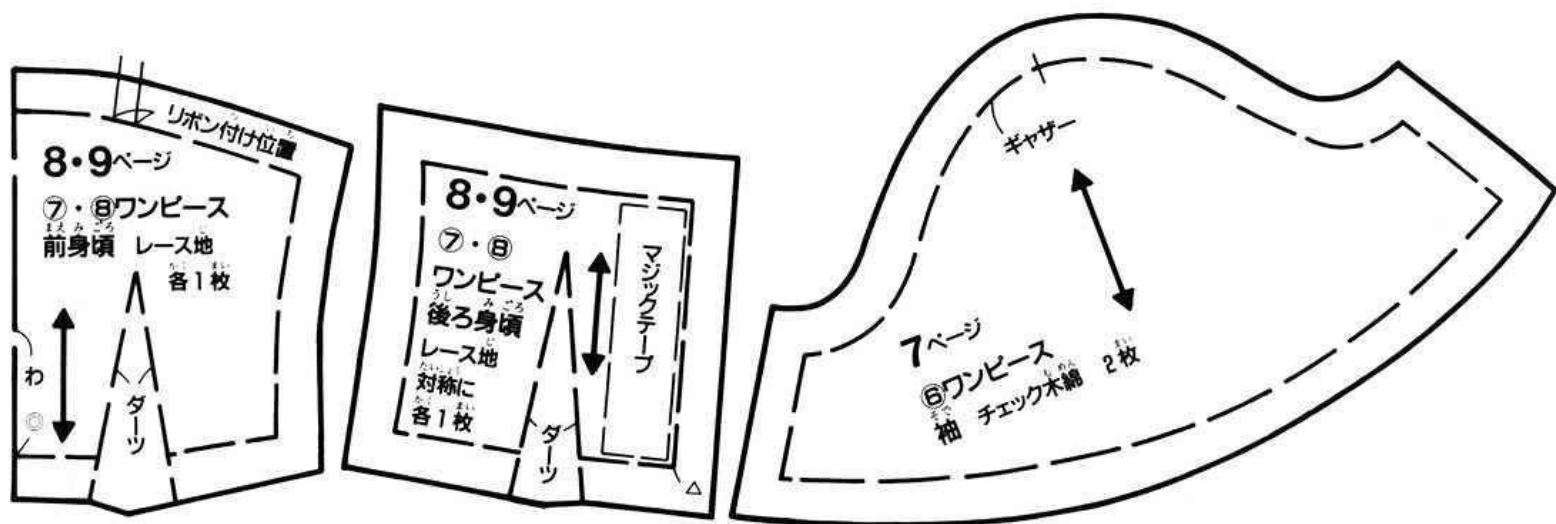 リボン付け位置
8・9ページ
⑦・⑧ワンピース
前身頃 レース地
各1枚
わ
◎
ダーツ
8・9ページ
⑦・⑧
ワンピース
後ろ身頃
レース地
対称に
各1枚
ダーツ
マジックテープ
△
ギャザー
7ページ
⑥ワンピース
袖 チェック木綿 2枚